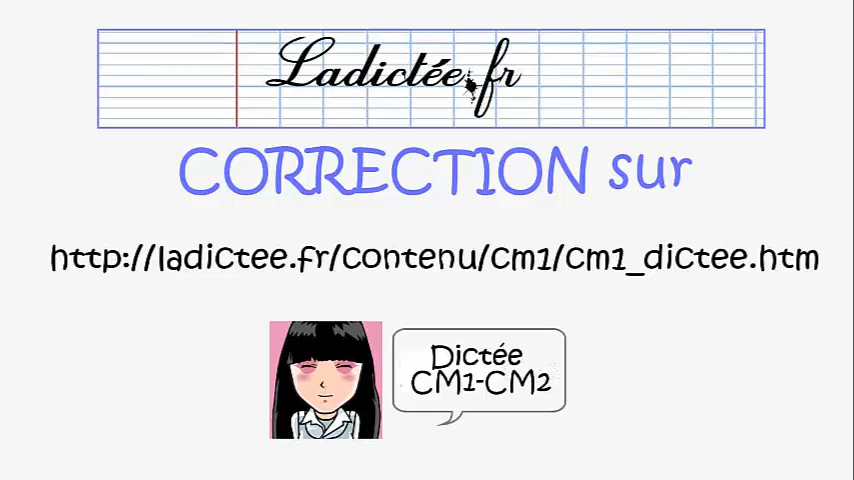 Ladictée.fr
CORRECTION sur
http://ladictee.fr/contenu/cm1/cm1_dictee.htm
Dictée
CM1-CM2